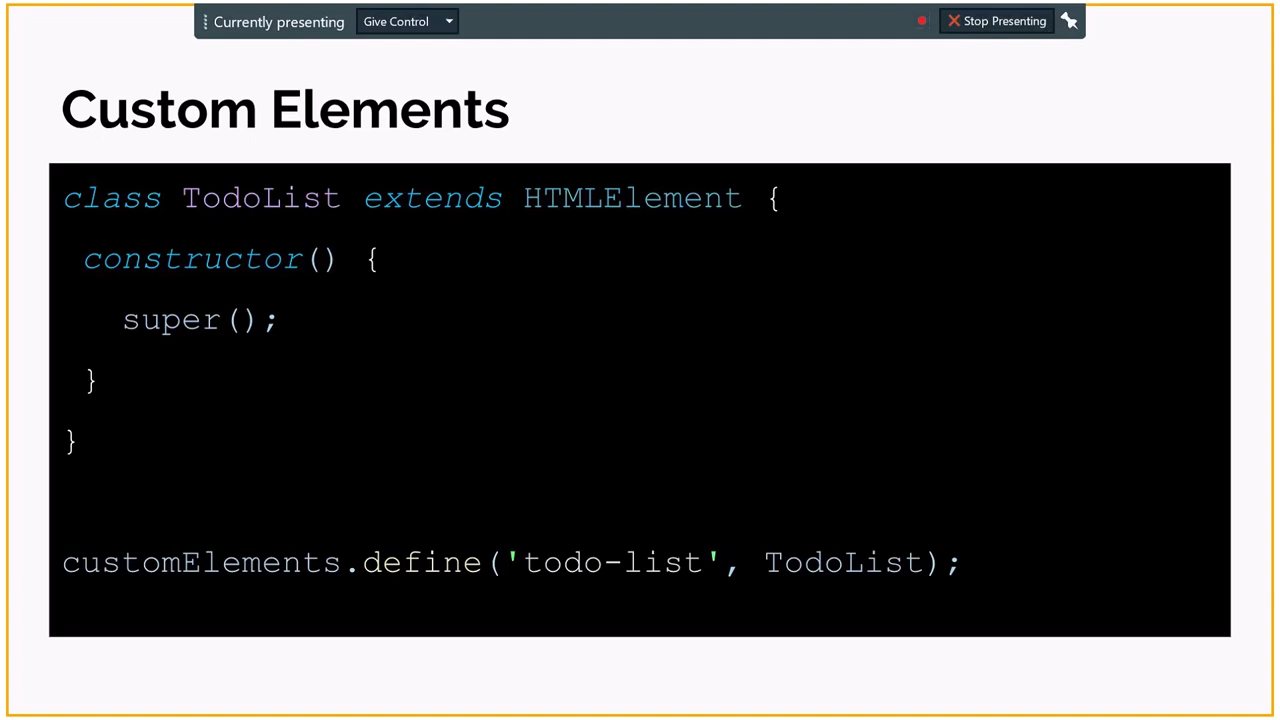 Currently presenting Give Control Stop Presenting
Custom Elements
class TodoList extends HTMLElement {
constructor() {
super();
}
}
customElements.define('todo-list', TodoList);